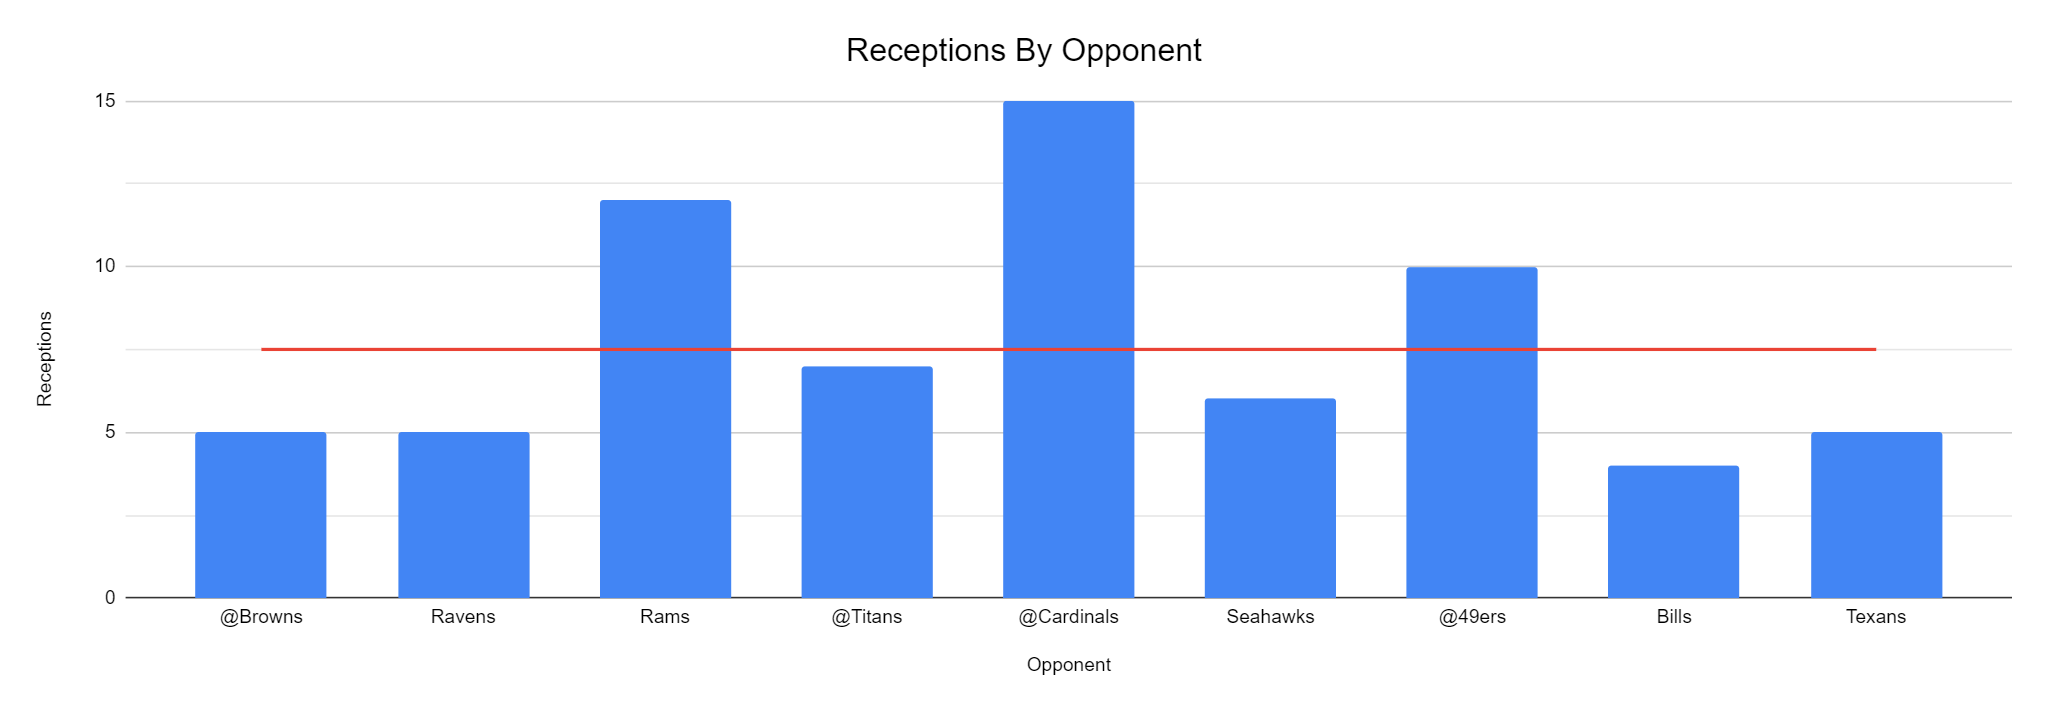 Receptions By Opponent
15
10
5
0
Receptions
@Browns Ravens Rams @Titans @Cardinals Seahawks @49ers Bills Texans
Opponent